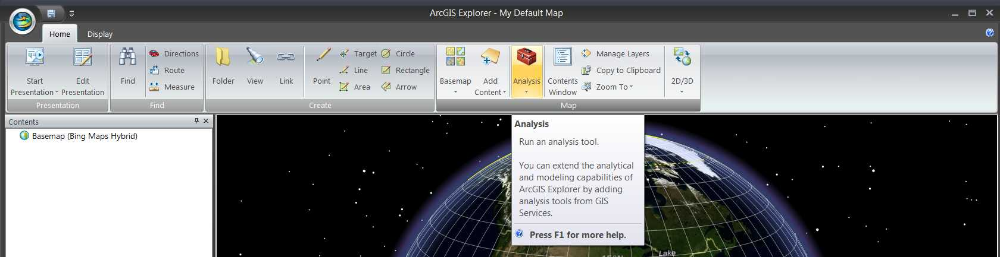 ArcGIS Explorer - My Default Map
Home Display
Start Presentation
Edit Presentation
Presentation
Find
Directions
Route
Measure
Find
Folder
View
Link
Point
Target
Line
Area
Circle
Rectangle
Arrow
Create
Basemap
Add Content
Analysis
Contents Window
Manage Layers
Copy to Clipboard
Zoom To
2D/3D
Map
Contents
Basemap (Bing Maps Hybrid)
Analysis
Run an analysis tool.
You can extend the analytical
and modeling capabilities of
ArcGIS Explorer by adding
analysis tools from GIS
Services.
Press F1 for more help.
Lake